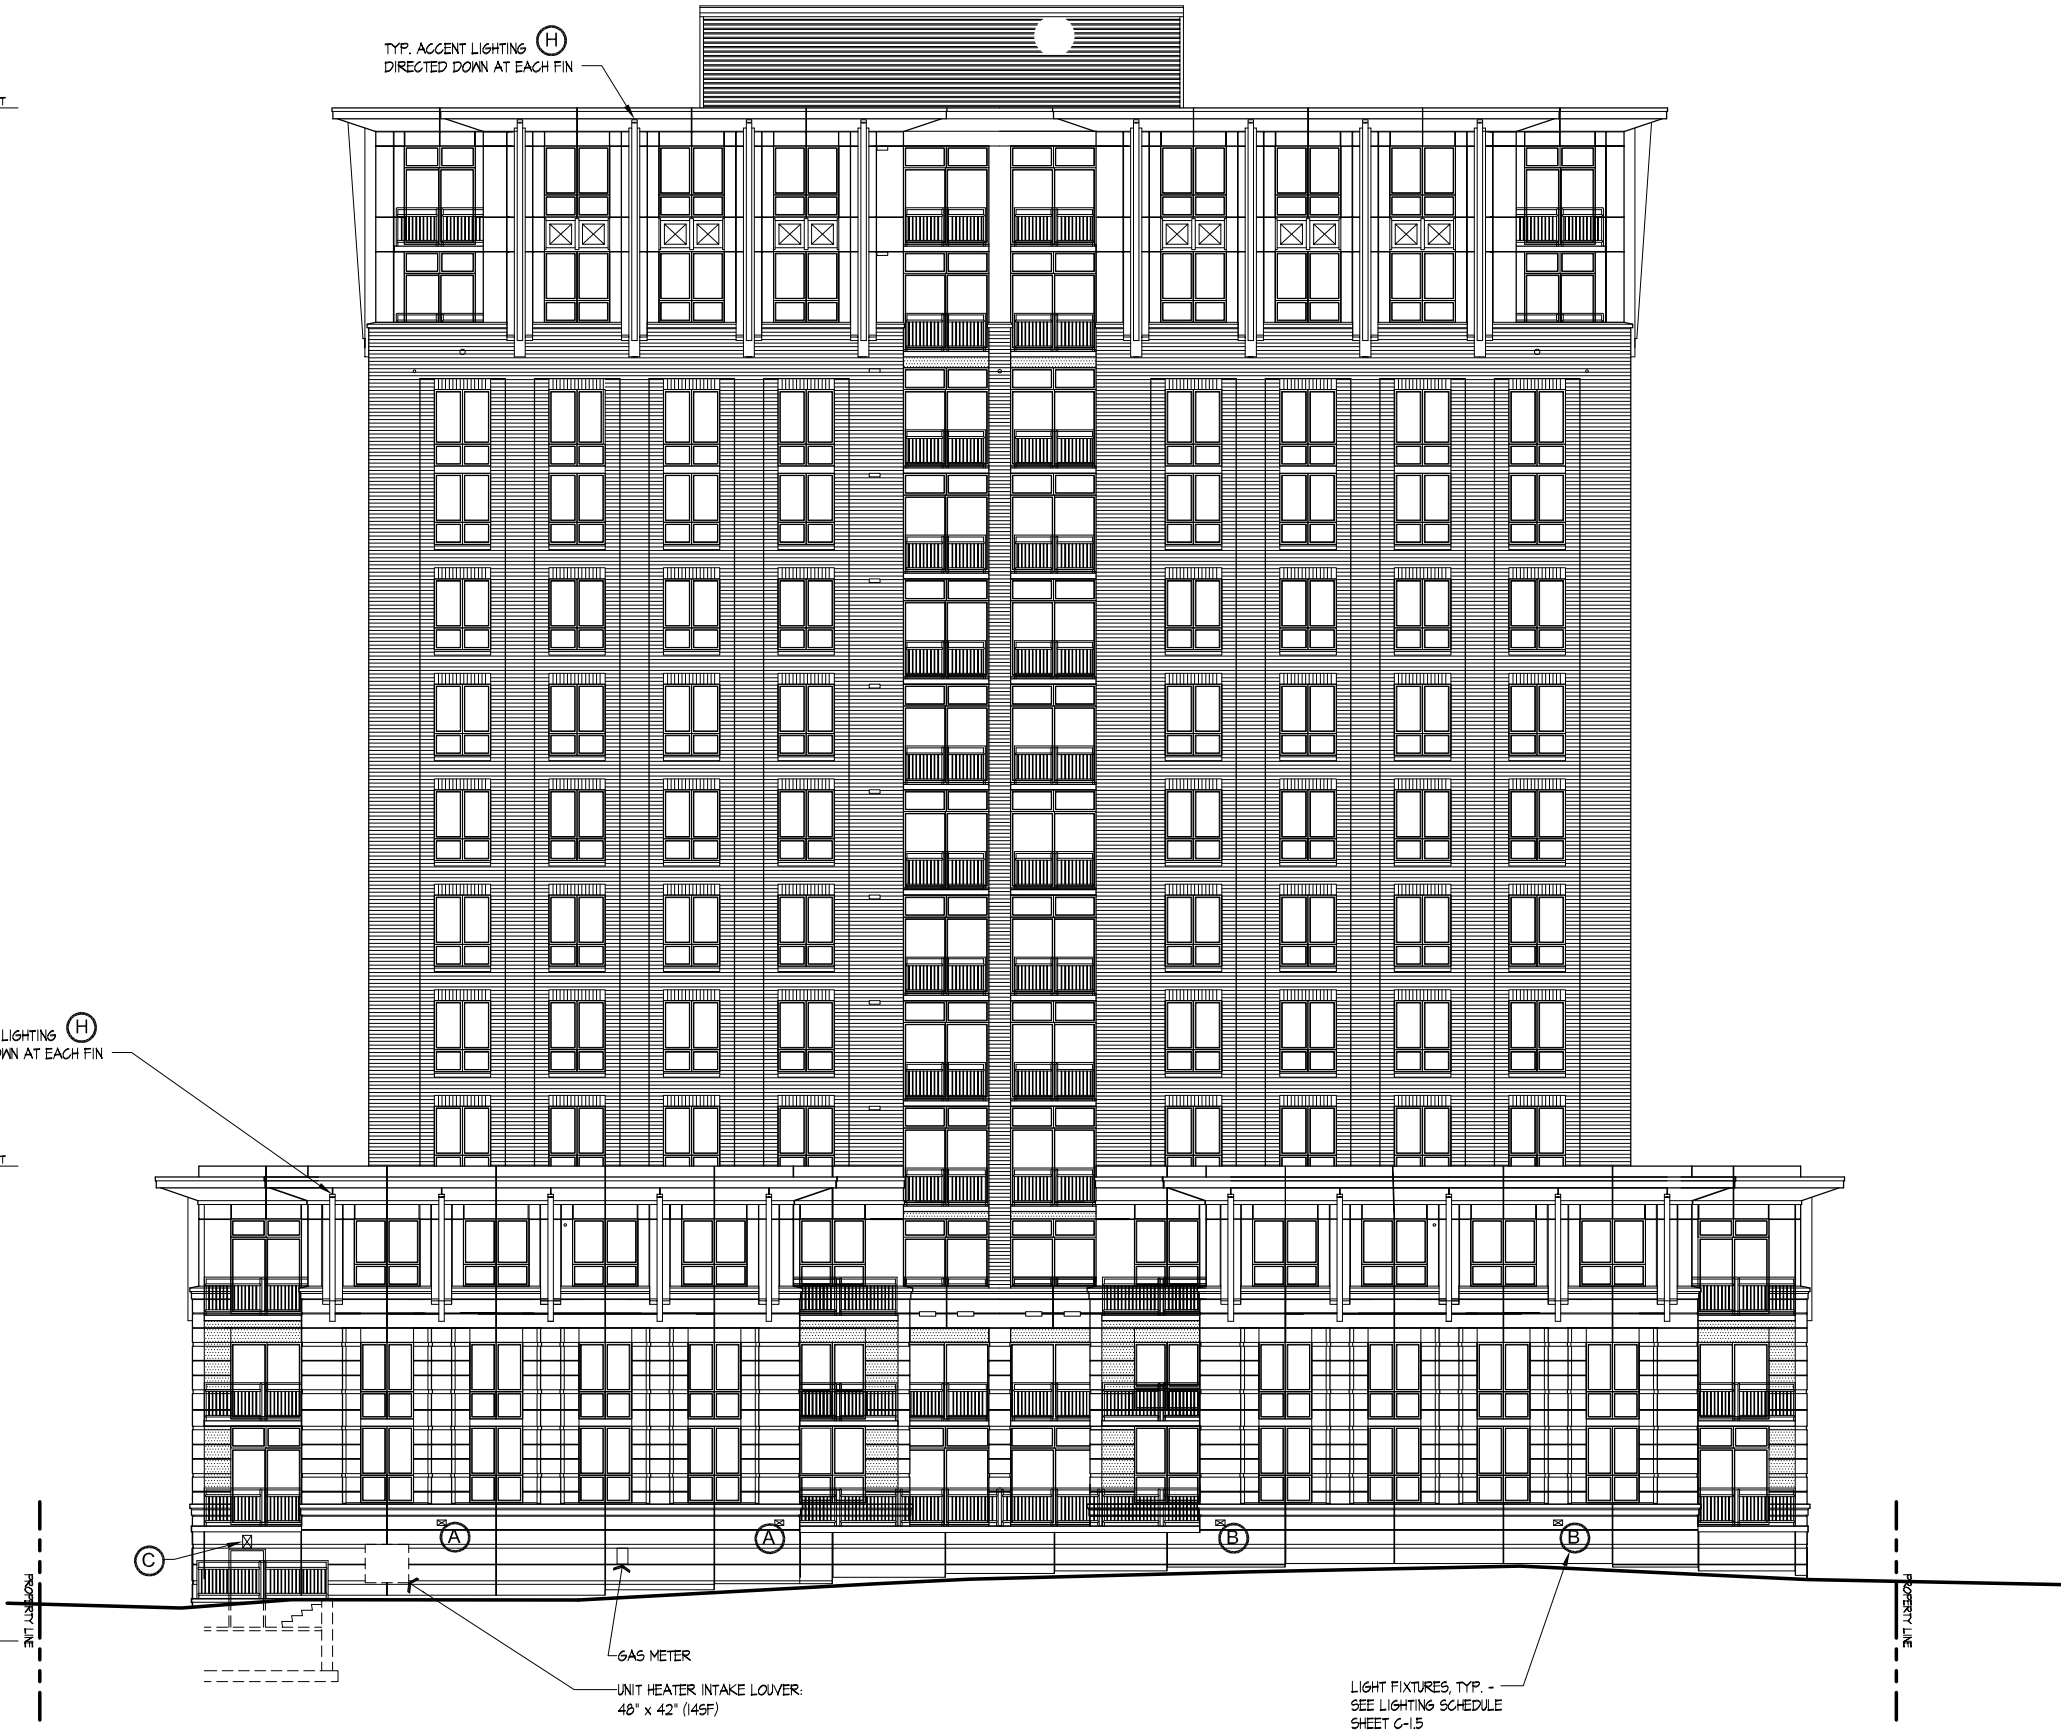 TYP. ACCENT LIGHTING H
DIRECTED DOWN AT EACH FIN
T
LIGHTING H
OWN AT EACH FIN
T
A
A
B
B
C
PROPERTY LINE
PROPERTY LINE
GAS METER
UNIT HEATER INTAKE LOUVER:
48" x 42" (14SF)
LIGHT FIXTURES, TYP. -
SEE LIGHTING SCHEDULE
SHEET C-1.5